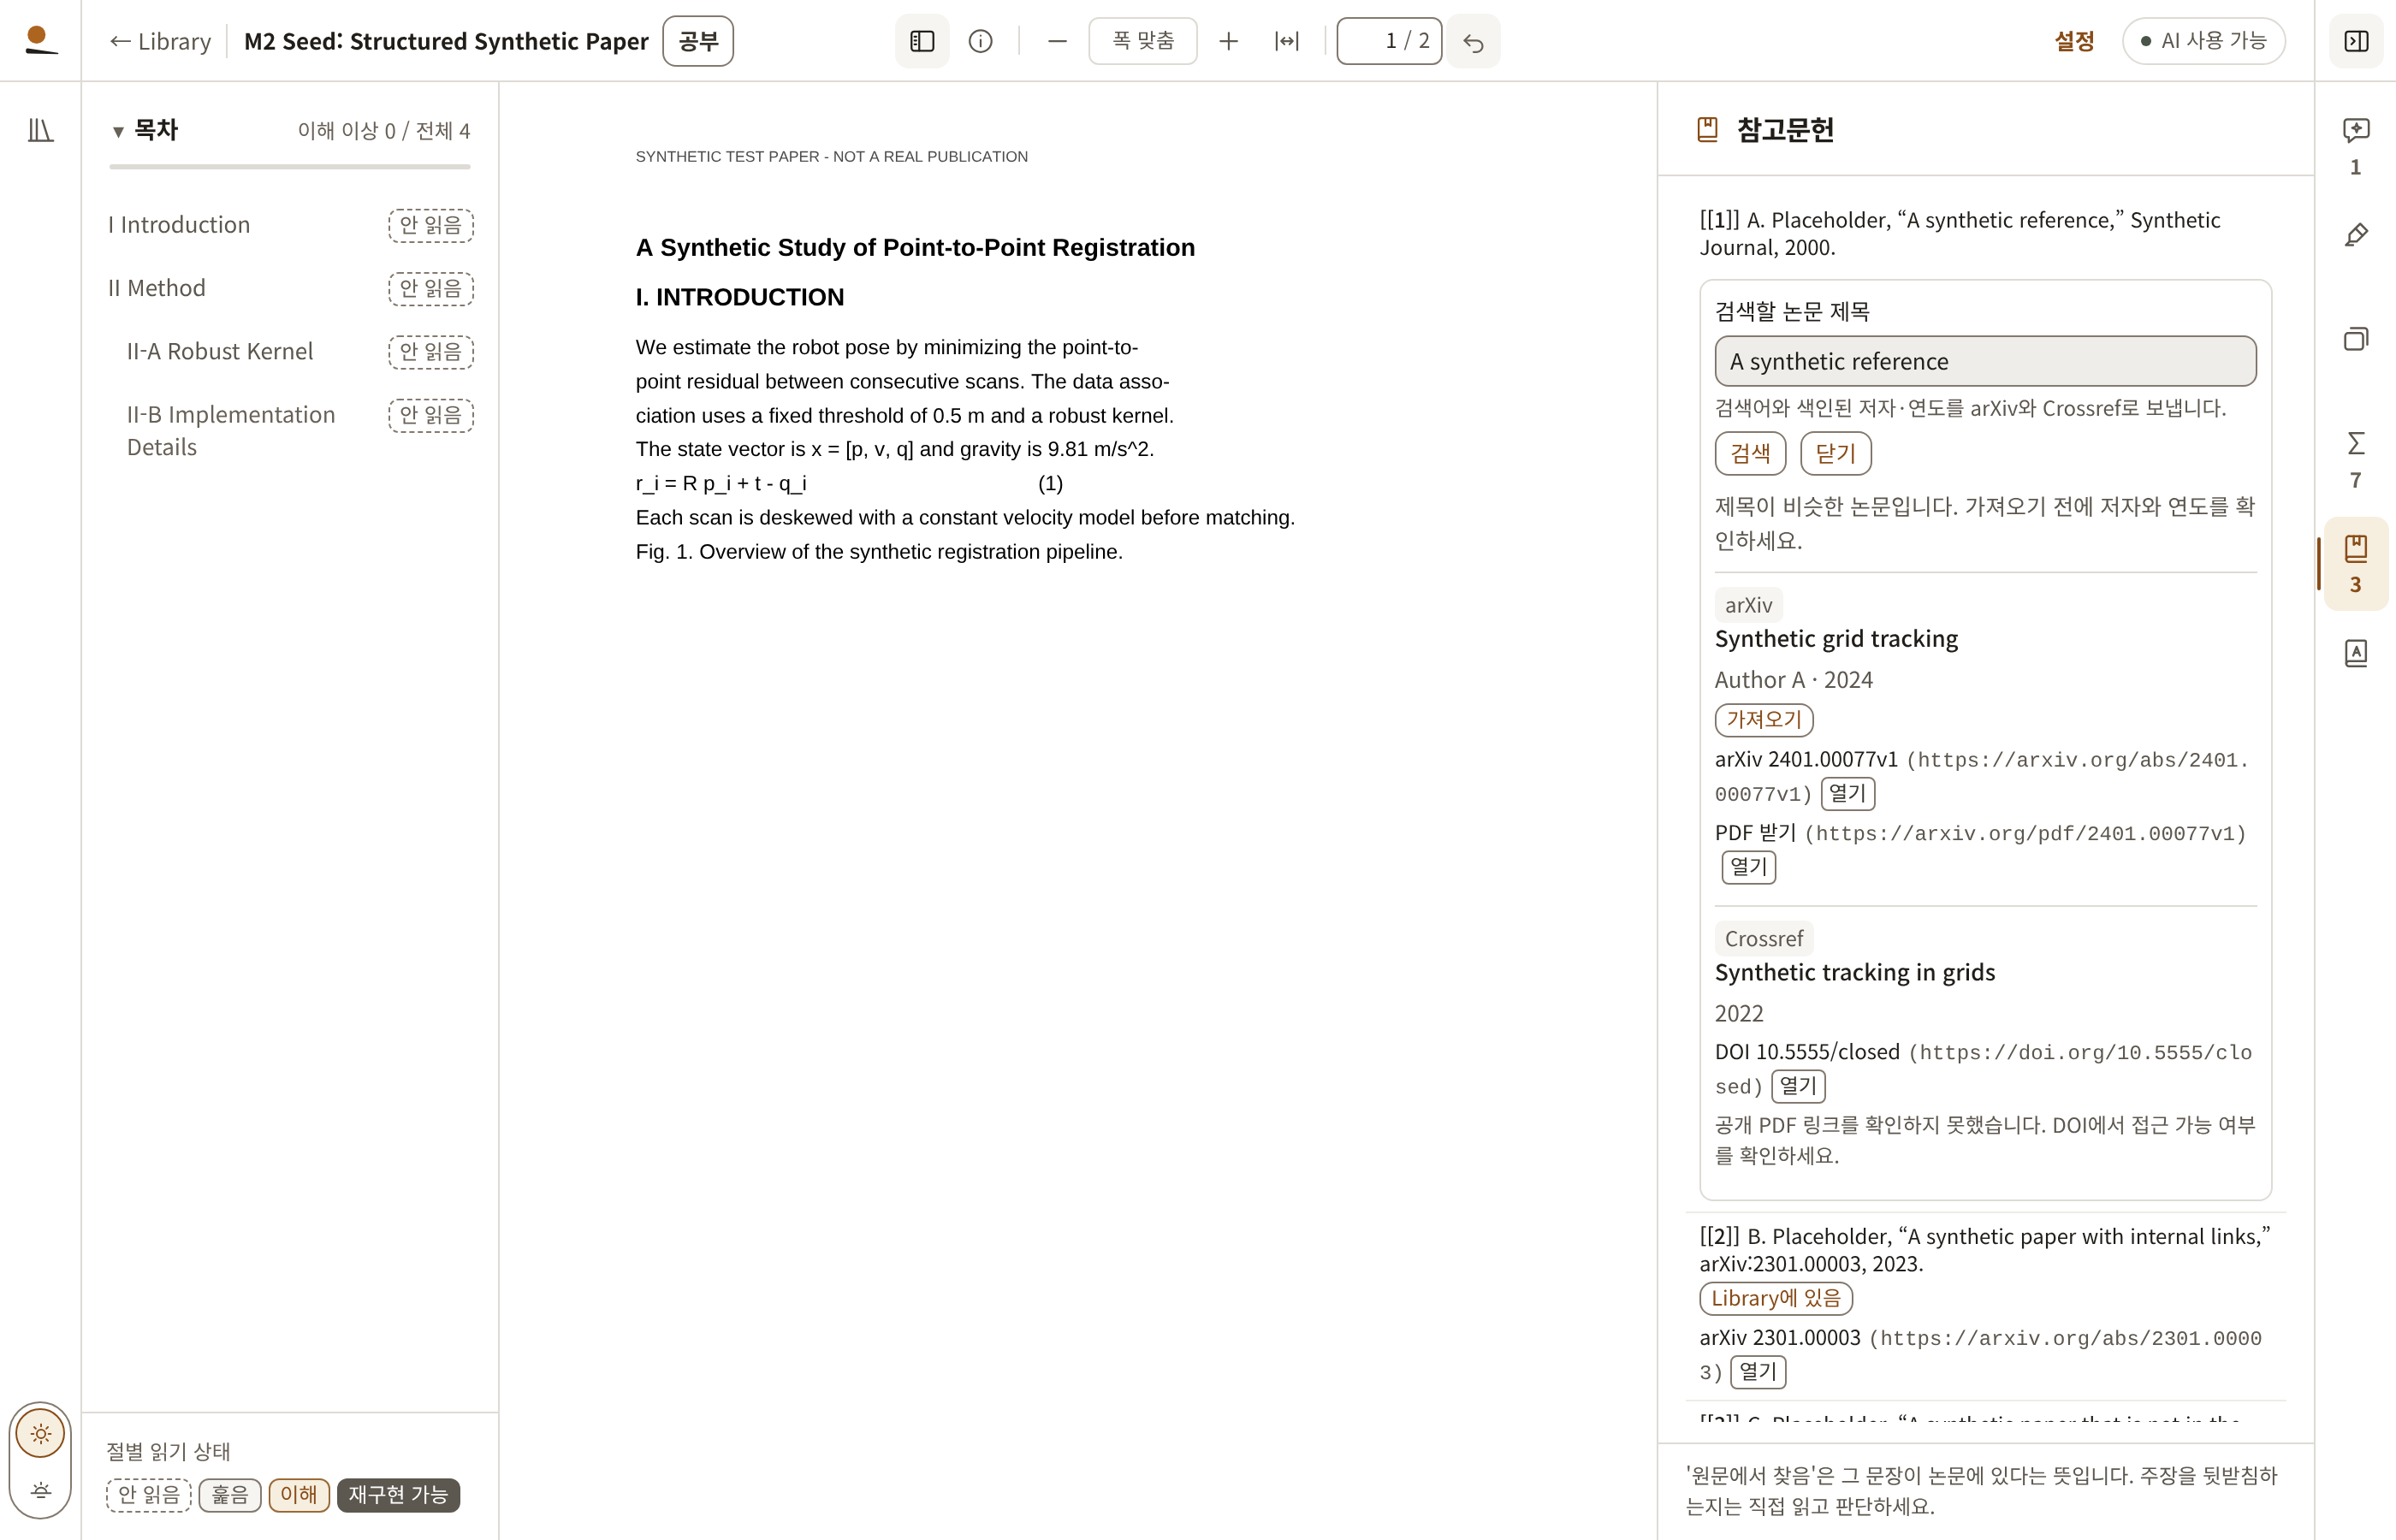 ← Library
M2 Seed: Structured Synthetic Paper
공부
폭 맞춤
1 / 2
설정
AI 사용 가능
▼ 목차
이해 이상 0 / 전체 4
I Introduction
안 읽음
II Method
안 읽음
II-A Robust Kernel
안 읽음
II-B Implementation
Details
안 읽음
절별 읽기 상태
안 읽음
훑음
이해
재구현 가능
SYNTHETIC TEST PAPER - NOT A REAL PUBLICATION
A Synthetic Study of Point-to-Point Registration
I. INTRODUCTION
We estimate the robot pose by minimizing the point-to-
point residual between consecutive scans. The data asso-
ciation uses a fixed threshold of 0.5 m and a robust kernel.
The state vector is x = [p, v, q] and gravity is 9.81 m/s^2.
r_i = R p_i + t - q_i (1)
Each scan is deskewed with a constant velocity model before matching.
Fig. 1. Overview of the synthetic registration pipeline.
참고문헌
[[1]] A. Placeholder, “A synthetic reference,” Synthetic
Journal, 2000.
검색할 논문 제목
A synthetic reference
검색어와 색인된 저자·연도를 arXiv와 Crossref로 보냅니다.
검색
닫기
제목이 비슷한 논문입니다. 가져오기 전에 저자와 연도를 확
인하세요.
arXiv
Synthetic grid tracking
Author A · 2024
가져오기
arXiv 2401.00077v1 (https://arxiv.org/abs/2401.
00077v1) 열기
PDF 받기 (https://arxiv.org/pdf/2401.00077v1)
열기
Crossref
Synthetic tracking in grids
2022
DOI 10.5555/closed (https://doi.org/10.5555/clo
sed) 열기
공개 PDF 링크를 확인하지 못했습니다. DOI에서 접근 가능 여부
를 확인하세요.
[[2]] B. Placeholder, “A synthetic paper with internal links,”
arXiv:2301.00003, 2023.
Library에 있음
arXiv 2301.00003 (https://arxiv.org/abs/2301.0000
3) 열기
[[3]] C. Placeholder, “A synthetic paper that is not in the
'원문에서 찾음'은 그 문장이 논문에 있다는 뜻입니다. 주장을 뒷받침하
는지는 직접 읽고 판단하세요.
1
7
3